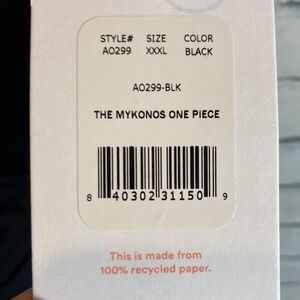 STYLE# SIZE COLOR
AO299 XXXL BLACK
AO299-BLK
THE MYKONOS ONE PIECE
8 40302 31150 9
This is made from
100% recycled paper.